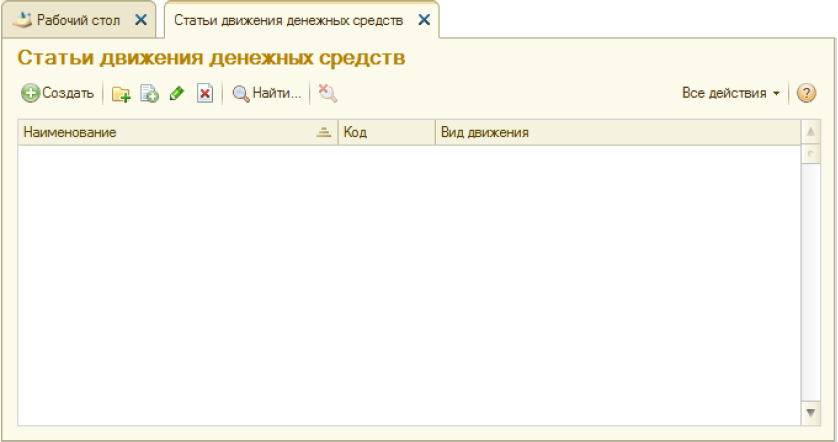 Рабочий стол
Статьи движения денежных средств
Статьи движения денежных средств
Создать Найти... Все действия
Наименование Код Вид движения